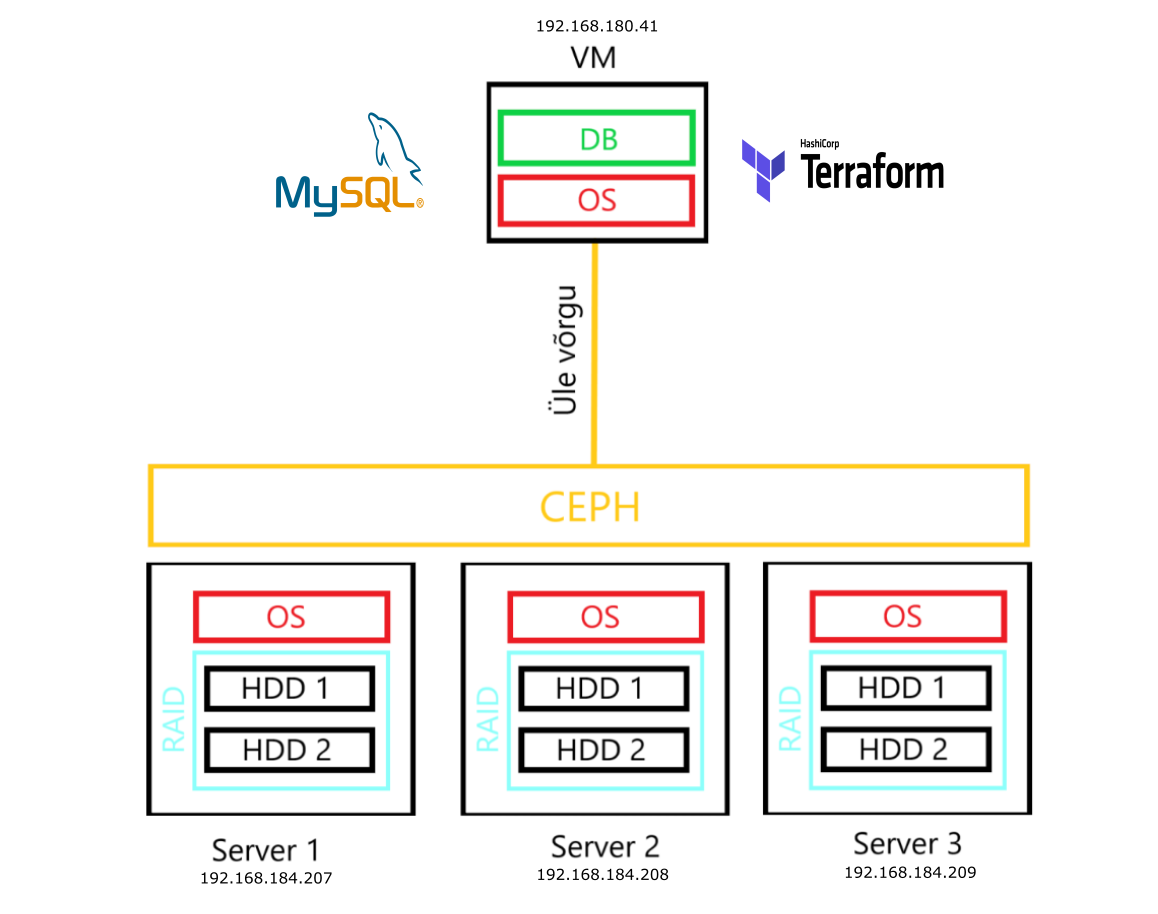 192.168.180.41
VM
DB
OS
MySQL®
HashiCorp
Terraform
Üle võrgu
CEPH
OS
RAID
HDD 1
HDD 2
Server 1
192.168.184.207
OS
RAID
HDD 1
HDD 2
Server 2
192.168.184.208
OS
RAID
HDD 1
HDD 2
Server 3
192.168.184.209